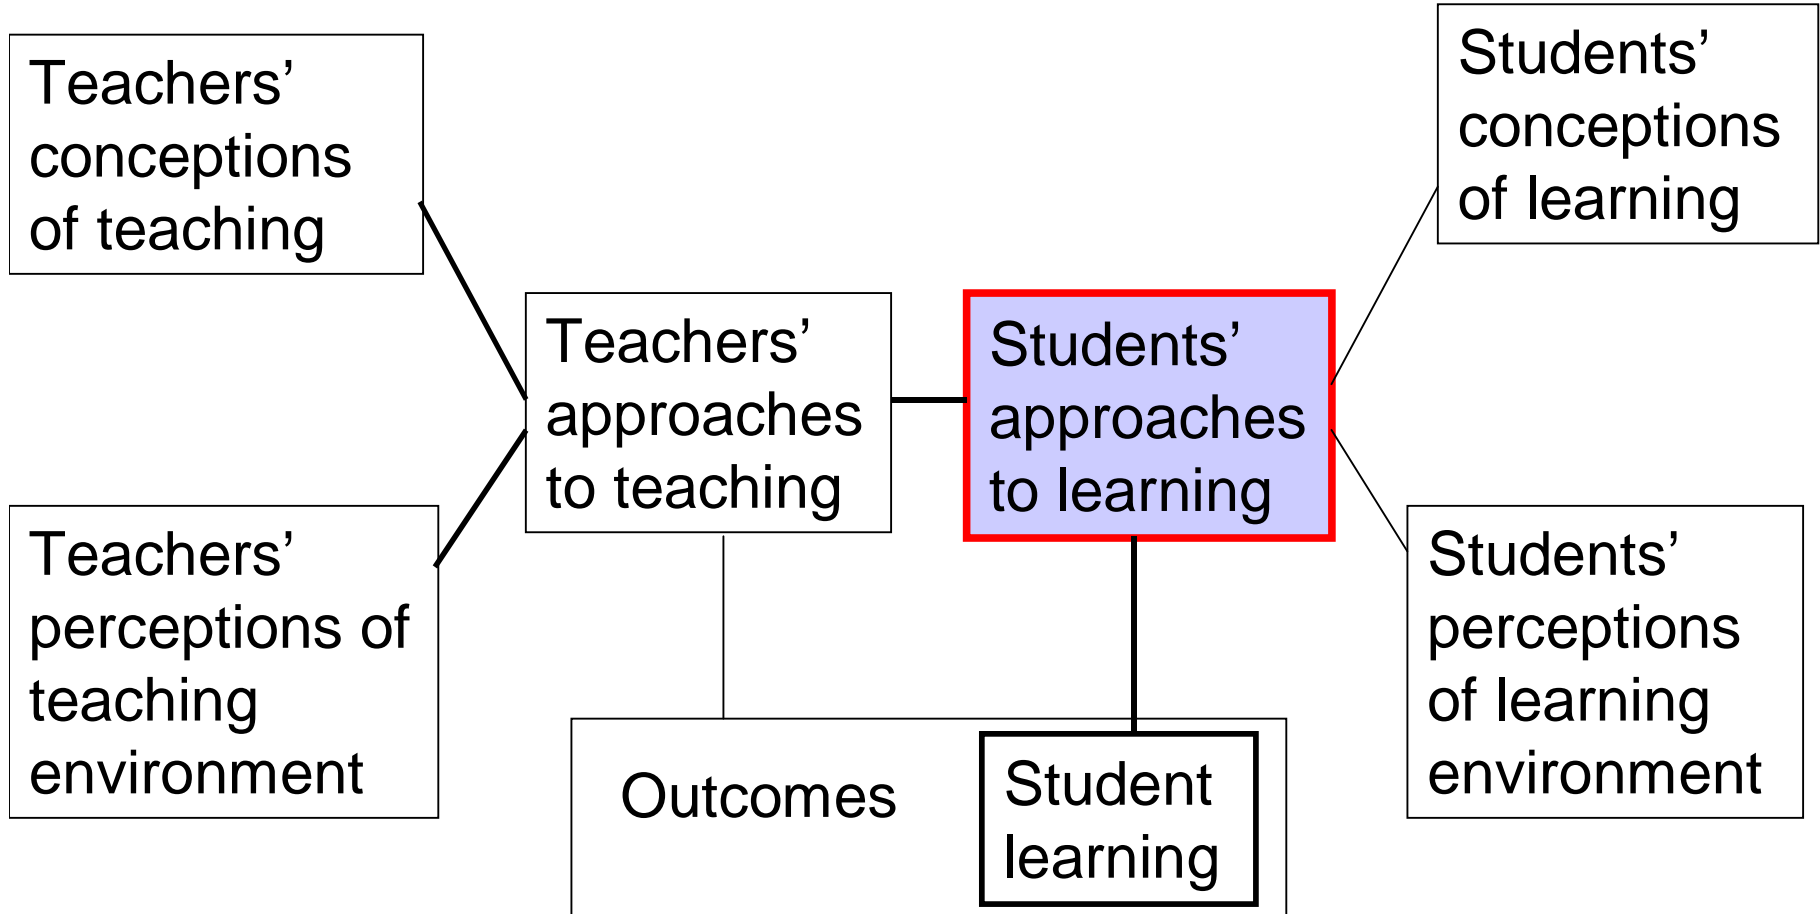 Teachers’
conceptions
of teaching
Students’
conceptions
of learning
Teachers’
approaches
to teaching
Students’
approaches
to learning
Teachers’
perceptions of
teaching
environment
Students’
perceptions
of learning
environment
Outcomes
Student
learning